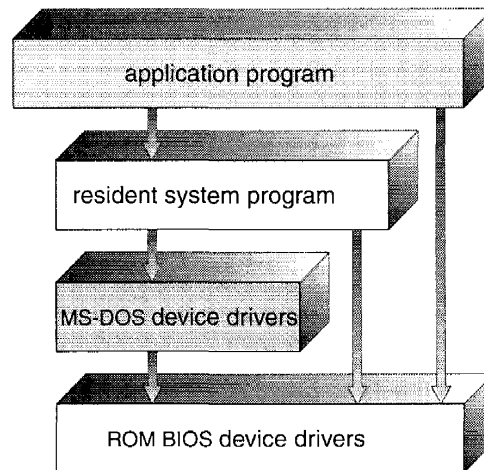 application program
resident system program
MS-DOS device drivers
ROM BIOS device drivers